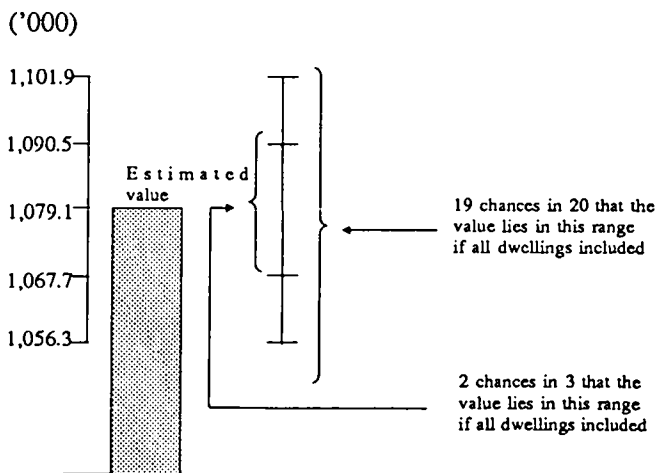 ('000)
1,101.9
1,090.5
Estimated
value
1,079.1
1,067.7
1,056.3
19 chances in 20 that the
value lies in this range
if all dwellings included
2 chances in 3 that the
value lies in this range
if all dwellings included